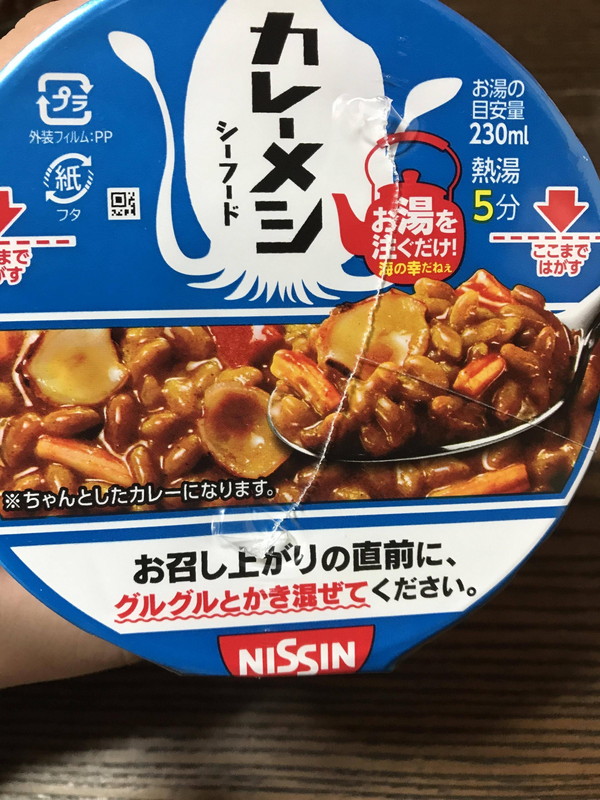 カレーメシ
シーフード
プラ
外装フィルム:PP
紙
フタ
お湯の
目安量
230ml
熱湯
5分
お湯を
注ぐだけ!
海の幸だねぇ
まで
がす
ここまで
はがす
※ちゃんとしたカレーになります。
お召し上がりの直前に、
グルグルとかき混ぜてください。
NISSIN